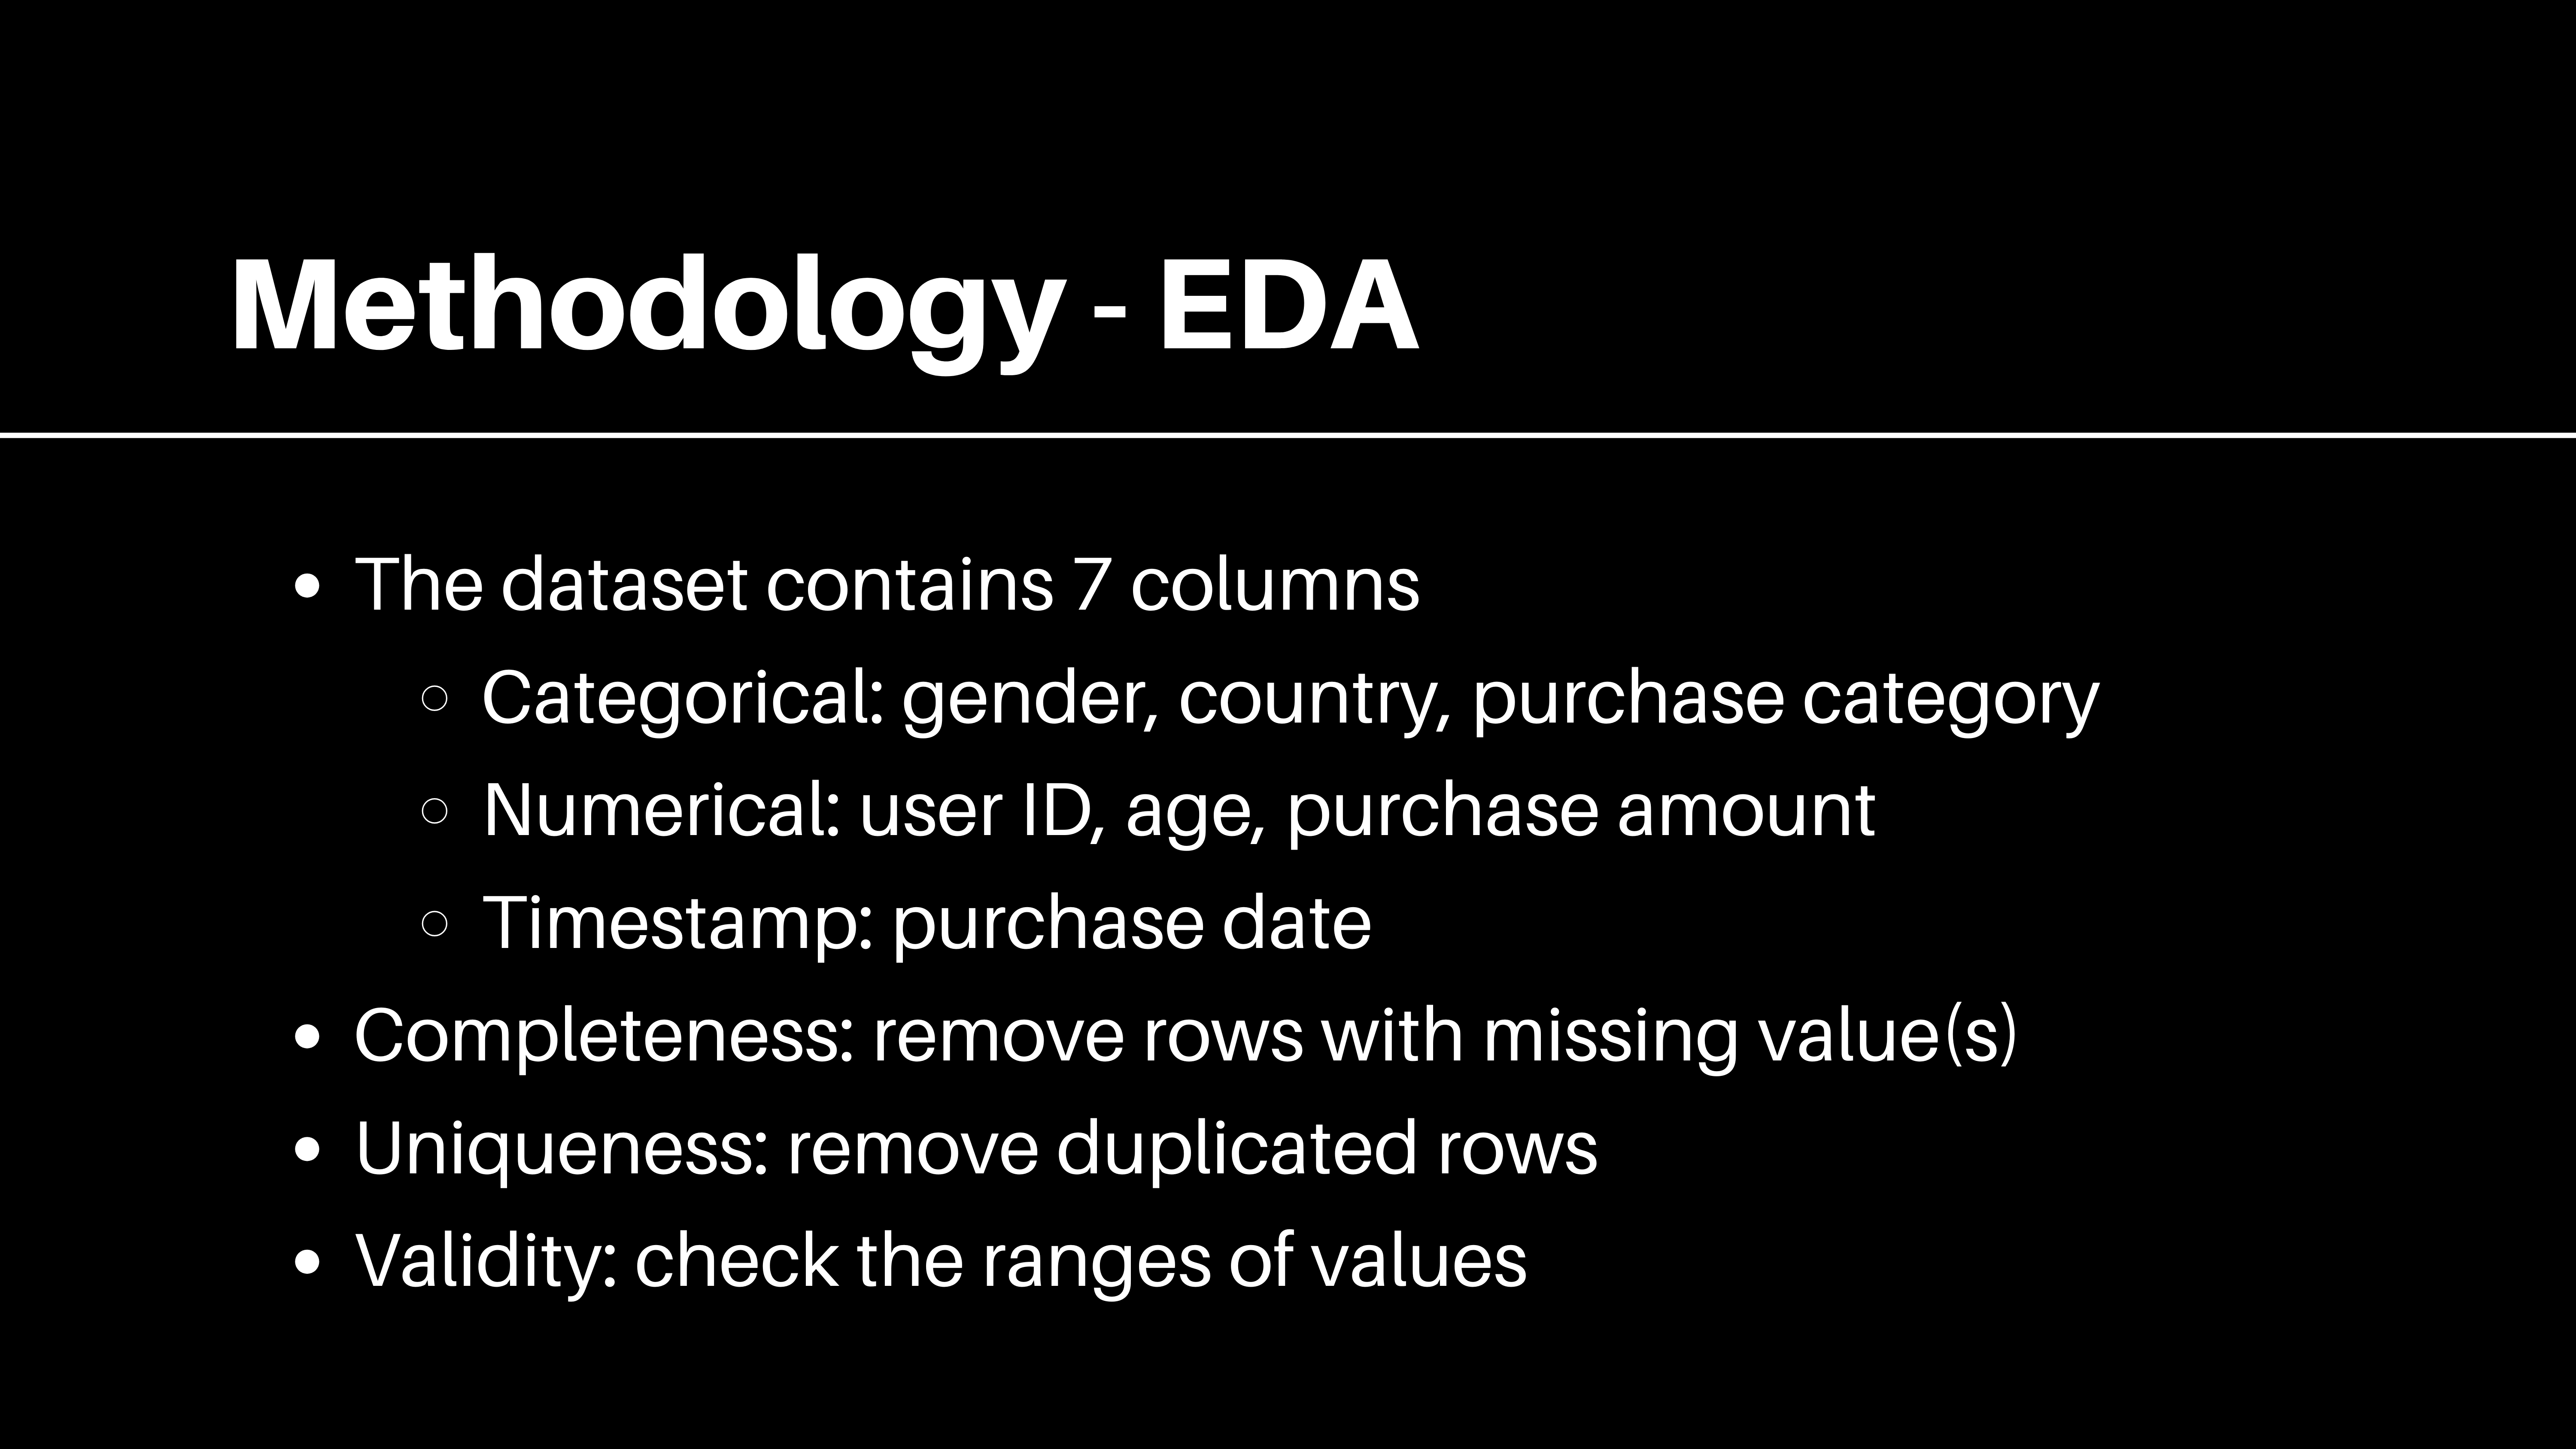 Methodology - EDA
• The dataset contains 7 columns
○ Categorical: gender, country, purchase category
○ Numerical: user ID, age, purchase amount
○ Timestamp: purchase date
• Completeness: remove rows with missing value(s)
• Uniqueness: remove duplicated rows
• Validity: check the ranges of values